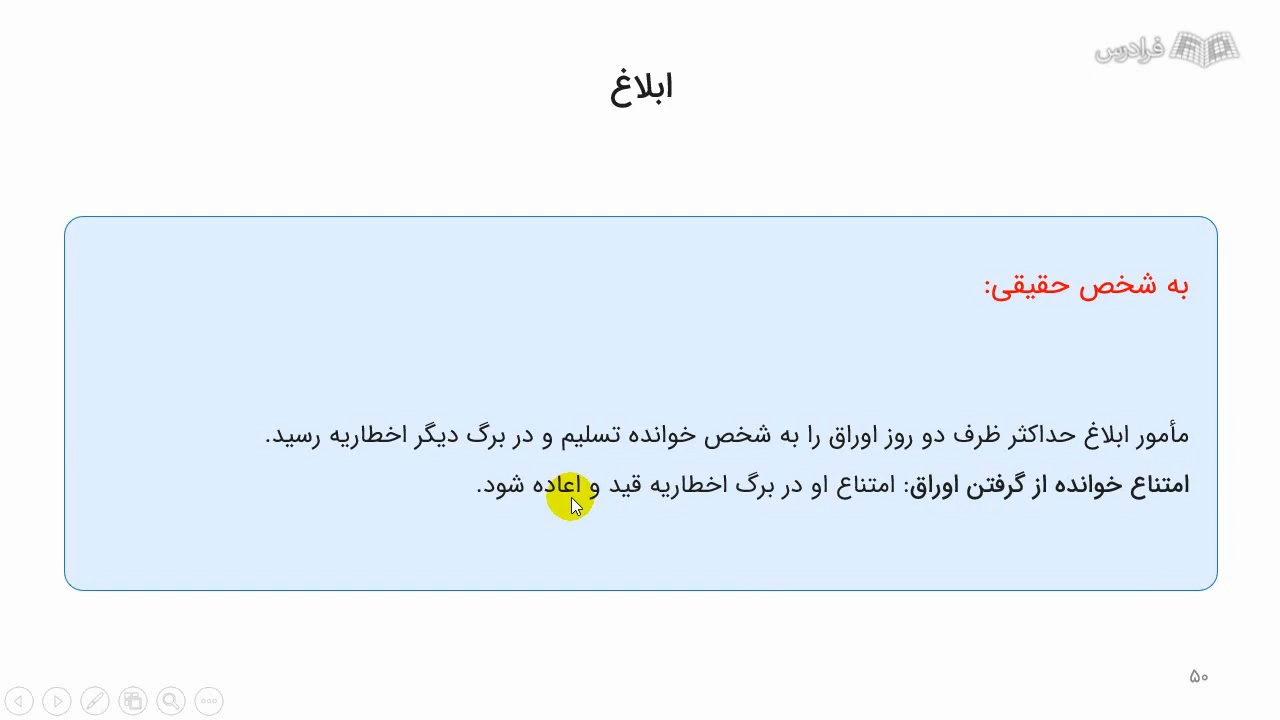 فرادرس
ابلاغ
به شخص حقیقی:
مأمور ابلاغ حداکثر ظرف دو روز اوراق را به شخص خوانده تسلیم و در برگ دیگر اخطاریه رسید.
امتناع خوانده از گرفتن اوراق: امتناع او در برگ اخطاریه قید و اعاده شود.
۵۰